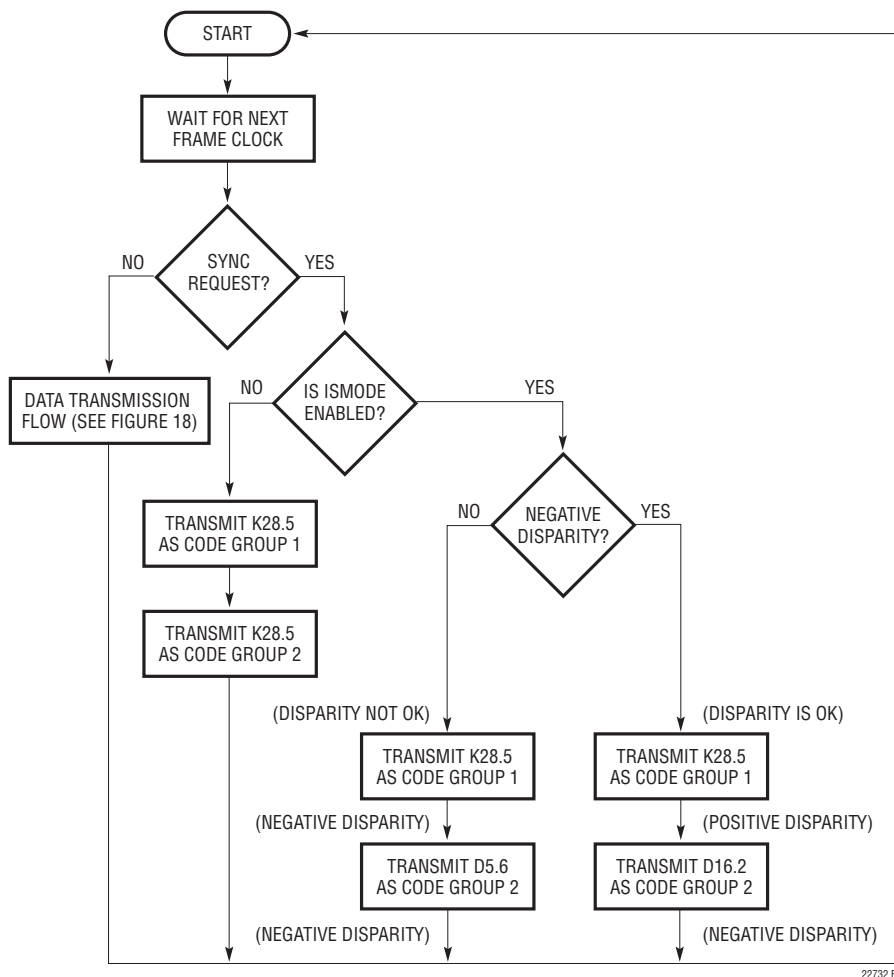 START
WAIT FOR NEXT
FRAME CLOCK
SYNC
REQUEST?
NO
YES
DATA TRANSMISSION
FLOW (SEE FIGURE 18)
IS ISMODE
ENABLED?
NO
YES
TRANSMIT K28.5
AS CODE GROUP 1
TRANSMIT K28.5
AS CODE GROUP 2
NEGATIVE
DISPARITY?
NO
YES
(DISPARITY NOT OK)
TRANSMIT K28.5
AS CODE GROUP 1
(NEGATIVE DISPARITY)
TRANSMIT D5.6
AS CODE GROUP 2
(NEGATIVE DISPARITY)
(DISPARITY IS OK)
TRANSMIT K28.5
AS CODE GROUP 1
(POSITIVE DISPARITY)
TRANSMIT D16.2
AS CODE GROUP 2
(NEGATIVE DISPARITY)